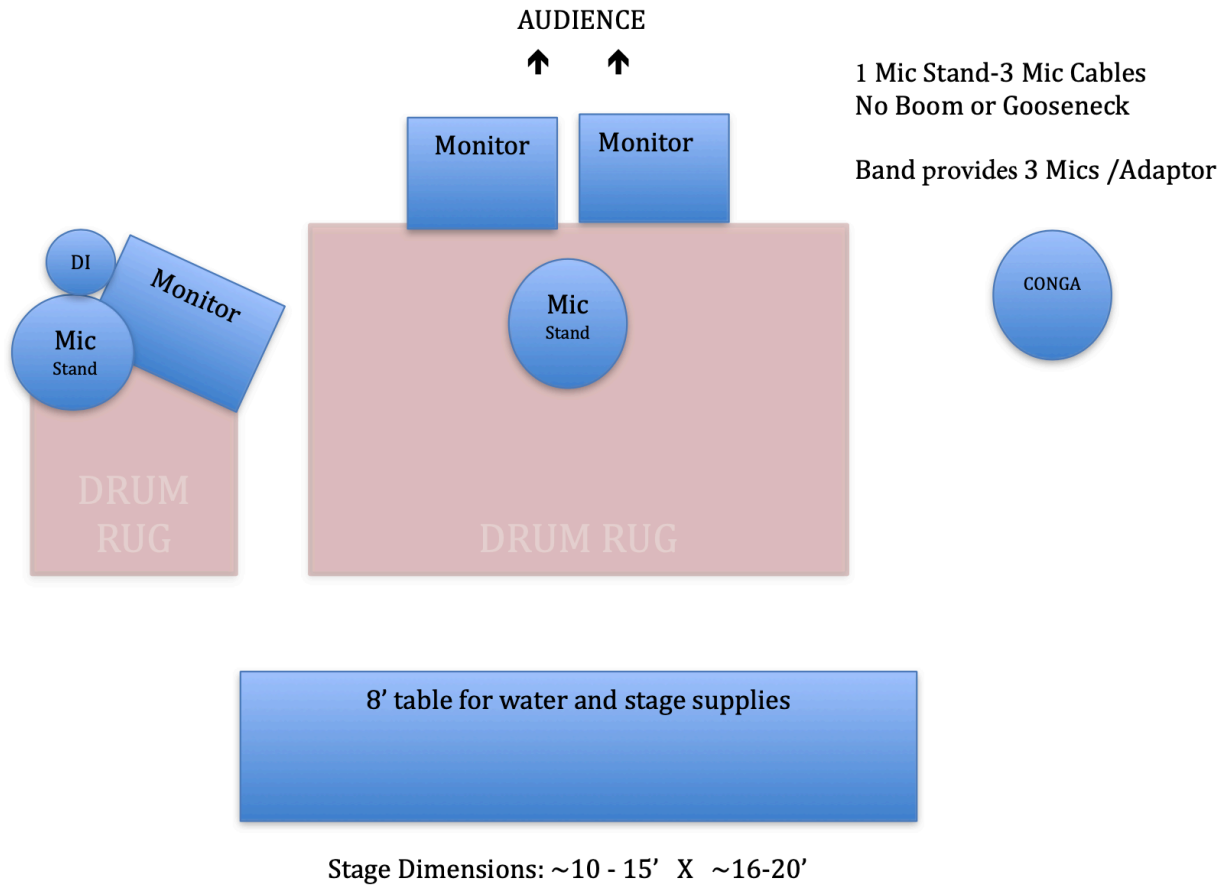 AUDIENCE
1 Mic Stand-3 Mic Cables
No Boom or Gooseneck
Band provides 3 Mics /Adaptor
Monitor
Monitor
DI
Monitor
Mic
Stand
Mic
Stand
CONGA
DRUM
RUG
DRUM RUG
8’ table for water and stage supplies
Stage Dimensions: ~10 - 15’ X ~16-20’